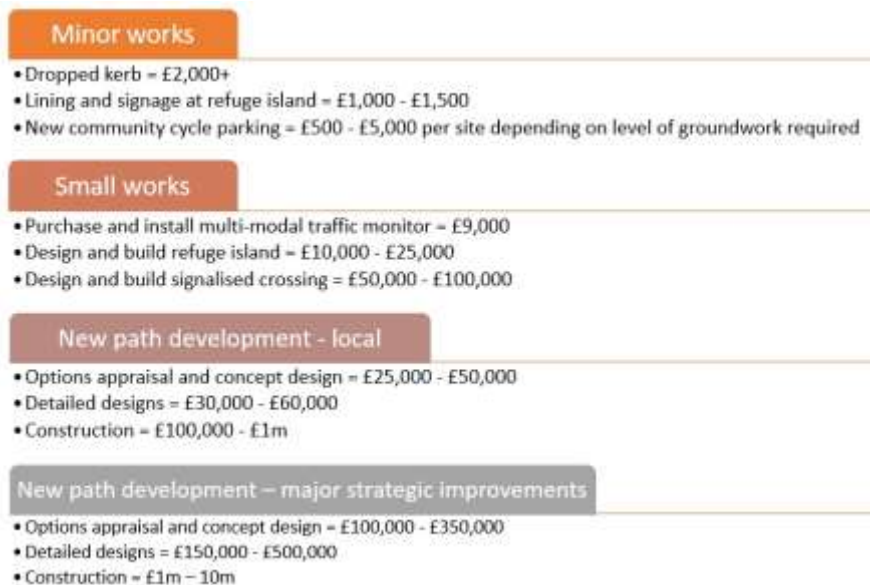 Minor works
• Dropped kerb = £2,000+
• Lining and signage at refuge island = £1,000 - £1,500
• New community cycle parking = £500 - £5,000 per site depending on level of groundwork required
Small works
• Purchase and install multi-modal traffic monitor = £9,000
• Design and build refuge island = £10,000 - £25,000
• Design and build signalised crossing = £50,000 - £100,000
New path development - local
• Options appraisal and concept design = £25,000 - £50,000
• Detailed designs = £30,000 - £60,000
• Construction = £100,000 - £1m
New path development – major strategic improvements
• Options appraisal and concept design = £100,000 - £350,000
• Detailed designs = £150,000 - £500,000
• Construction = £1m – 10m